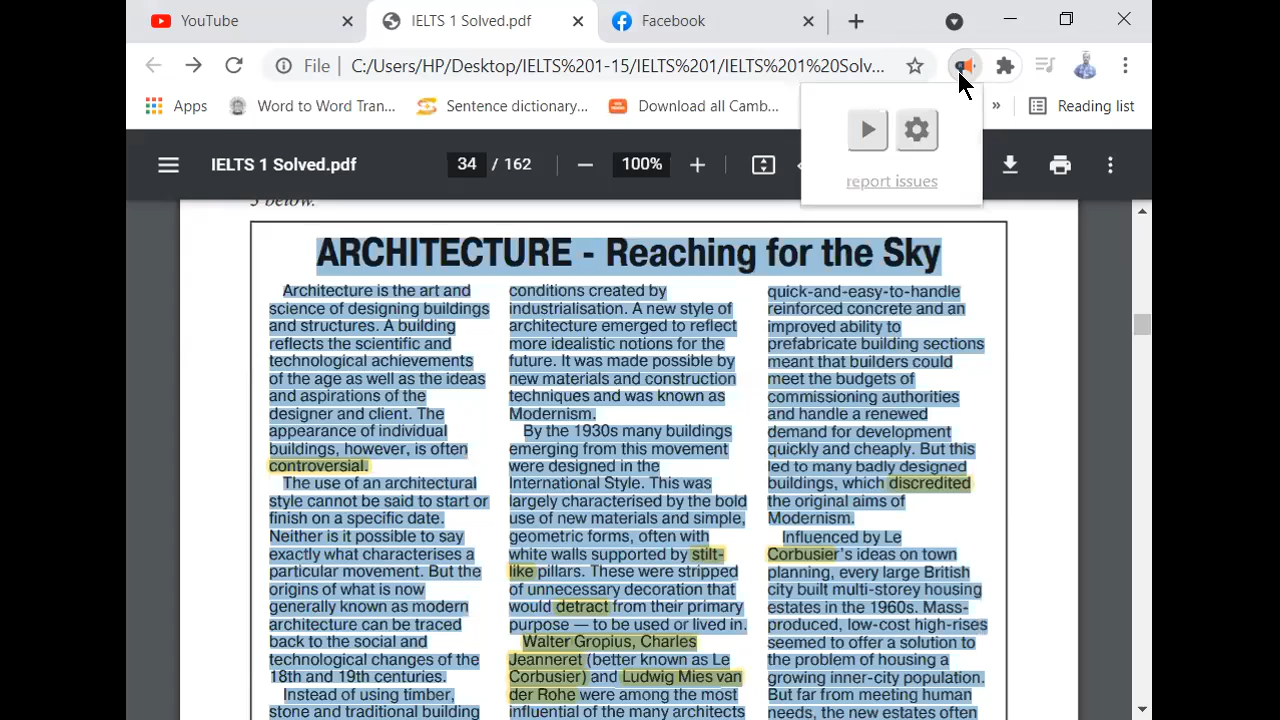 YouTube
IELTS 1 Solved.pdf
Facebook
File
C:/Users/HP/Desktop/IELTS%201-15/IELTS%201/IELTS%201%20Solv...
Apps
Word to Word Tran...
Sentence dictionary...
Download all Camb...
»
Reading list
report issues
IELTS 1 Solved.pdf
34 / 162
100%
5 below.
ARCHITECTURE - Reaching for the Sky
Architecture is the art and
science of designing buildings
and structures. A building
reflects the scientific and
technological achievements
of the age as well as the ideas
and aspirations of the
designer and client. The
appearance of individual
buildings, however, is often
controversial.
The use of an architectural
style cannot be said to start or
finish on a specific date.
Neither is it possible to say
exactly what characterises a
particular movement. But the
origins of what is now
generally known as modern
architecture can be traced
back to the social and
technological changes of the
18th and 19th centuries.
Instead of using timber,
stone and traditional building
conditions created by
industrialisation. A new style of
architecture emerged to reflect
more idealistic notions for the
future. It was made possible by
new materials and construction
techniques and was known as
Modernism.
By the 1930s many buildings
emerging from this movement
were designed in the
International Style. This was
largely characterised by the bold
use of new materials and simple,
geometric forms, often with
white walls supported by stilt-
like pillars. These were stripped
of unnecessary decoration that
would detract from their primary
purpose — to be used or lived in.
Walter Gropius, Charles
Jeanneret (better known as Le
Corbusier) and Ludwig Mies van
der Rohe were among the most
influential of the many architects
quick-and-easy-to-handle
reinforced concrete and an
improved ability to
prefabricate building sections
meant that builders could
meet the budgets of
commissioning authorities
and handle a renewed
demand for development
quickly and cheaply. But this
led to many badly designed
buildings, which discredited
the original aims of
Modernism.
Influenced by Le
Corbusier's ideas on town
planning, every large British
city built multi-storey housing
estates in the 1960s. Mass-
produced, low-cost high-rises
seemed to offer a solution to
the problem of housing a
growing inner-city population.
But far from meeting human
needs, the new estates often